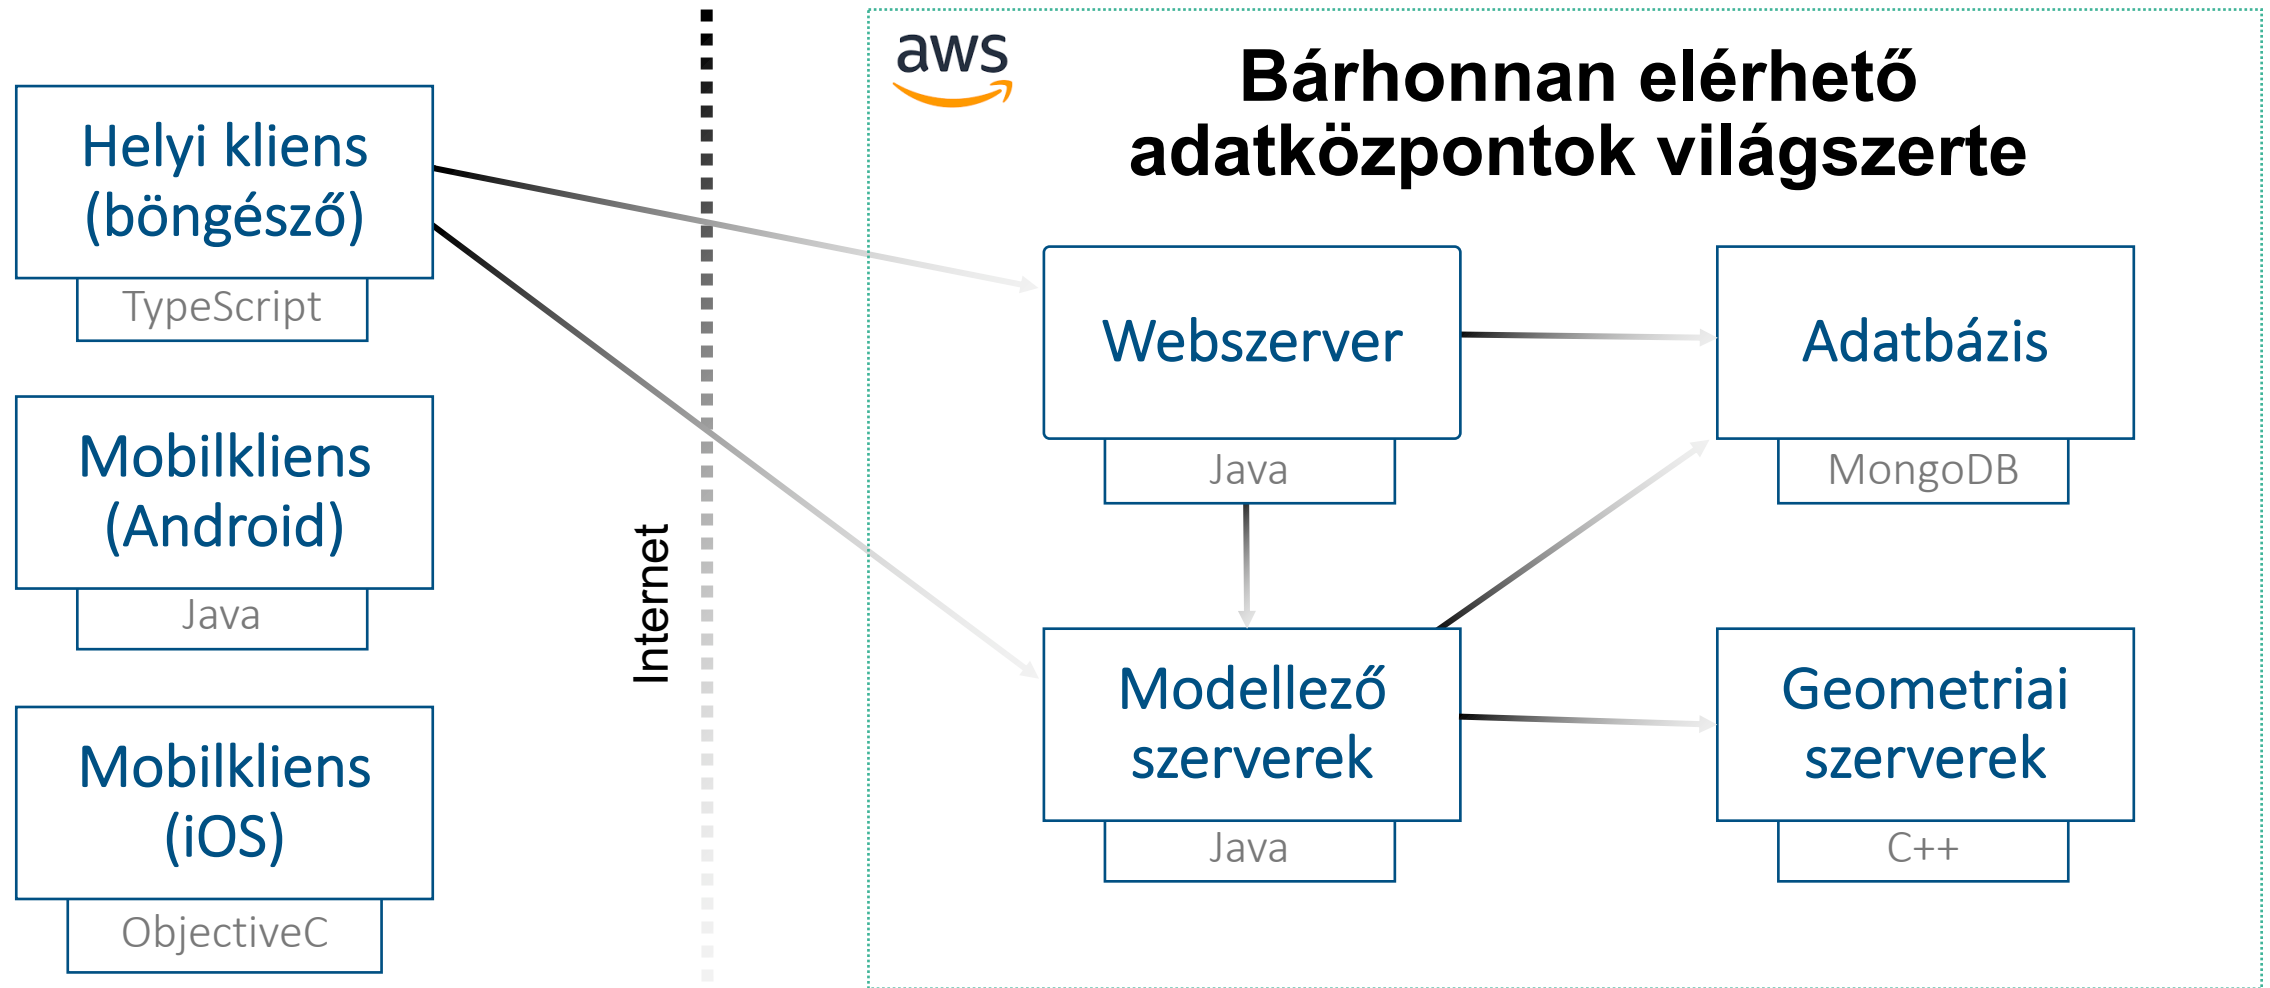 Helyi kliens
(böngésző)
TypeScript
Mobilkliens
(Android)
Java
Mobilkliens
(iOS)
ObjectiveC
Internet
aws
Bárhonnan elérhető
adatközpontok világszerte
Webszerver
Java
Adatbázis
MongoDB
Modellező
szerverek
Java
Geometriai
szerverek
C++